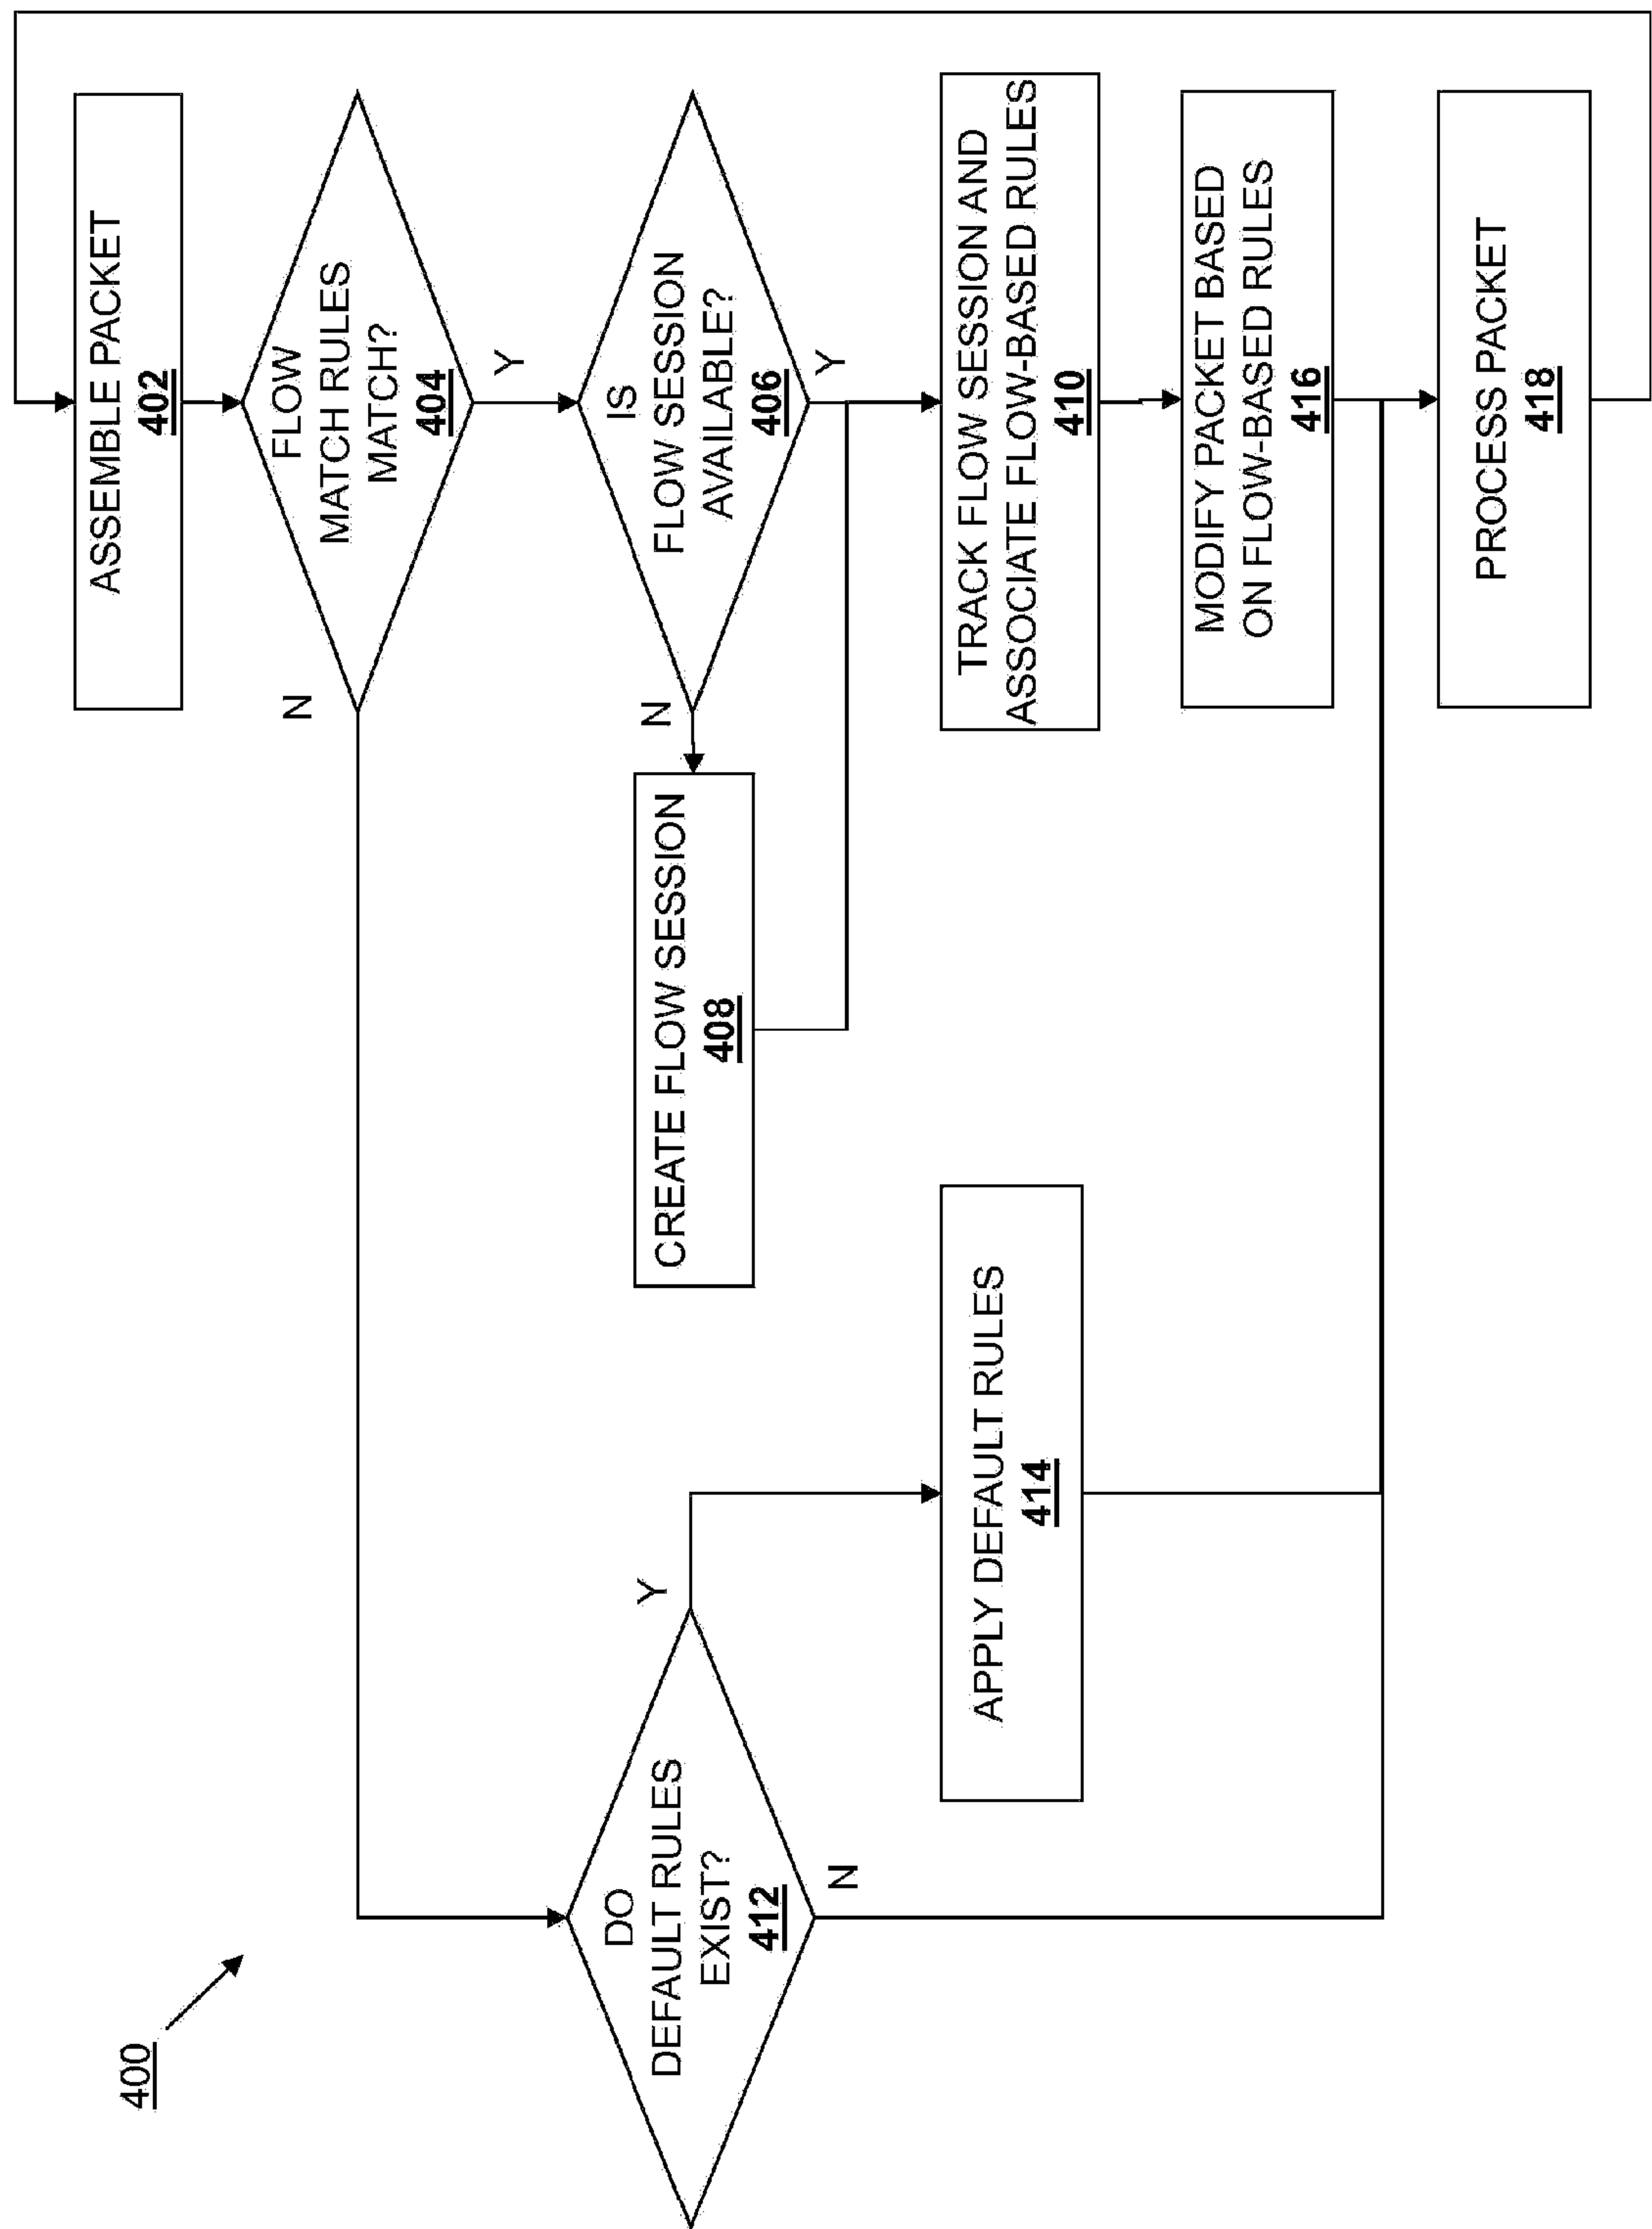 400
ASSEMBLE PACKET
402
FLOW
MATCH RULES
MATCH?
404
N
Y
IS
FLOW SESSION
AVAILABLE?
406
N
Y
CREATE FLOW SESSION
408
TRACK FLOW SESSION AND
ASSOCIATE FLOW-BASED RULES
410
DO
DEFAULT RULES
EXIST?
412
Y
N
APPLY DEFAULT RULES
414
MODIFY PACKET BASED
ON FLOW-BASED RULES
416
PROCESS PACKET
418